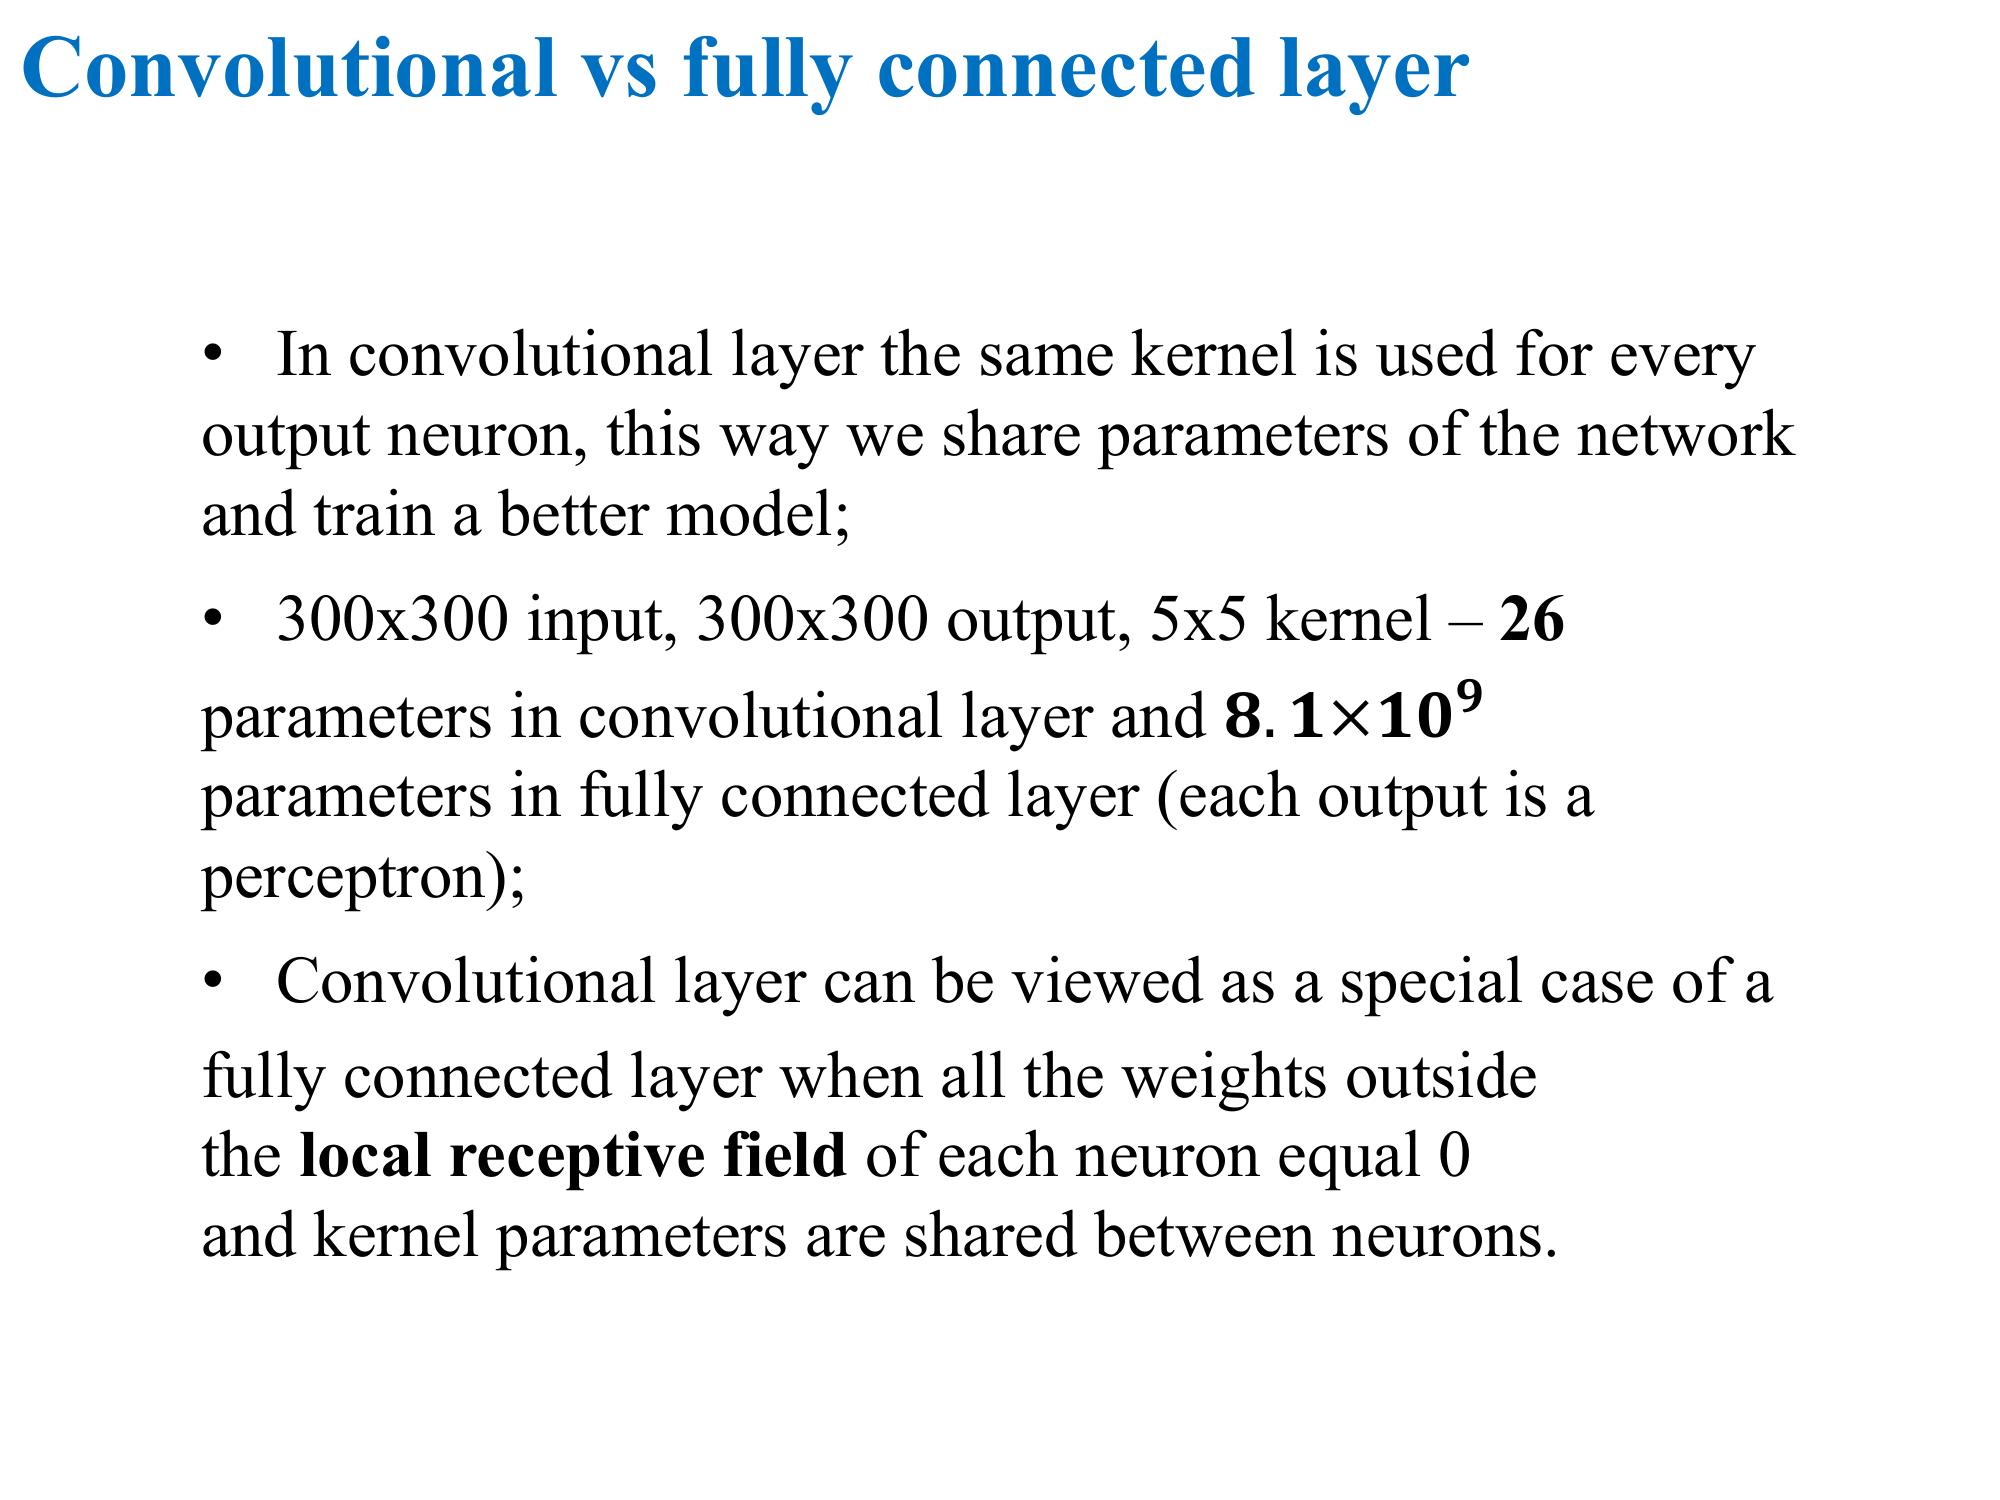 Convolutional vs fully connected layer
• In convolutional layer the same kernel is used for every
output neuron, this way we share parameters of the network
and train a better model;
• 300x300 input, 300x300 output, 5x5 kernel – 26
parameters in convolutional layer and 8.1×10⁹
parameters in fully connected layer (each output is a
perceptron);
• Convolutional layer can be viewed as a special case of a
fully connected layer when all the weights outside
the local receptive field of each neuron equal 0
and kernel parameters are shared between neurons.